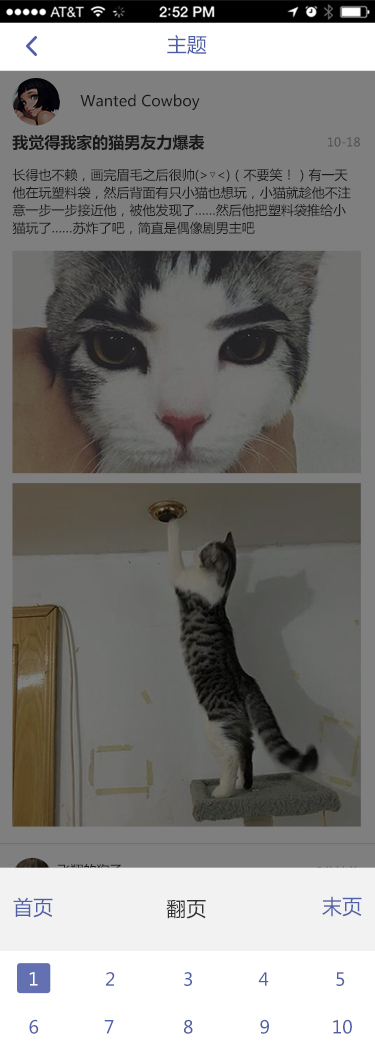 AT&T 2:52 PM
主题
Wanted Cowboy
我觉得我家的猫男友力爆表 10-18
长得也不赖，画完眉毛之后很帅(>▽<)（不要笑！）有一天
他在玩塑料袋，然后背面有只小猫也想玩，小猫就趁他不注
意一步一步接近他，被他发现了......然后他把塑料袋推给小
猫玩了......苏炸了吧，简直是偶像剧男主吧
首页 翻页 末页
1 2 3 4 5
6 7 8 9 10